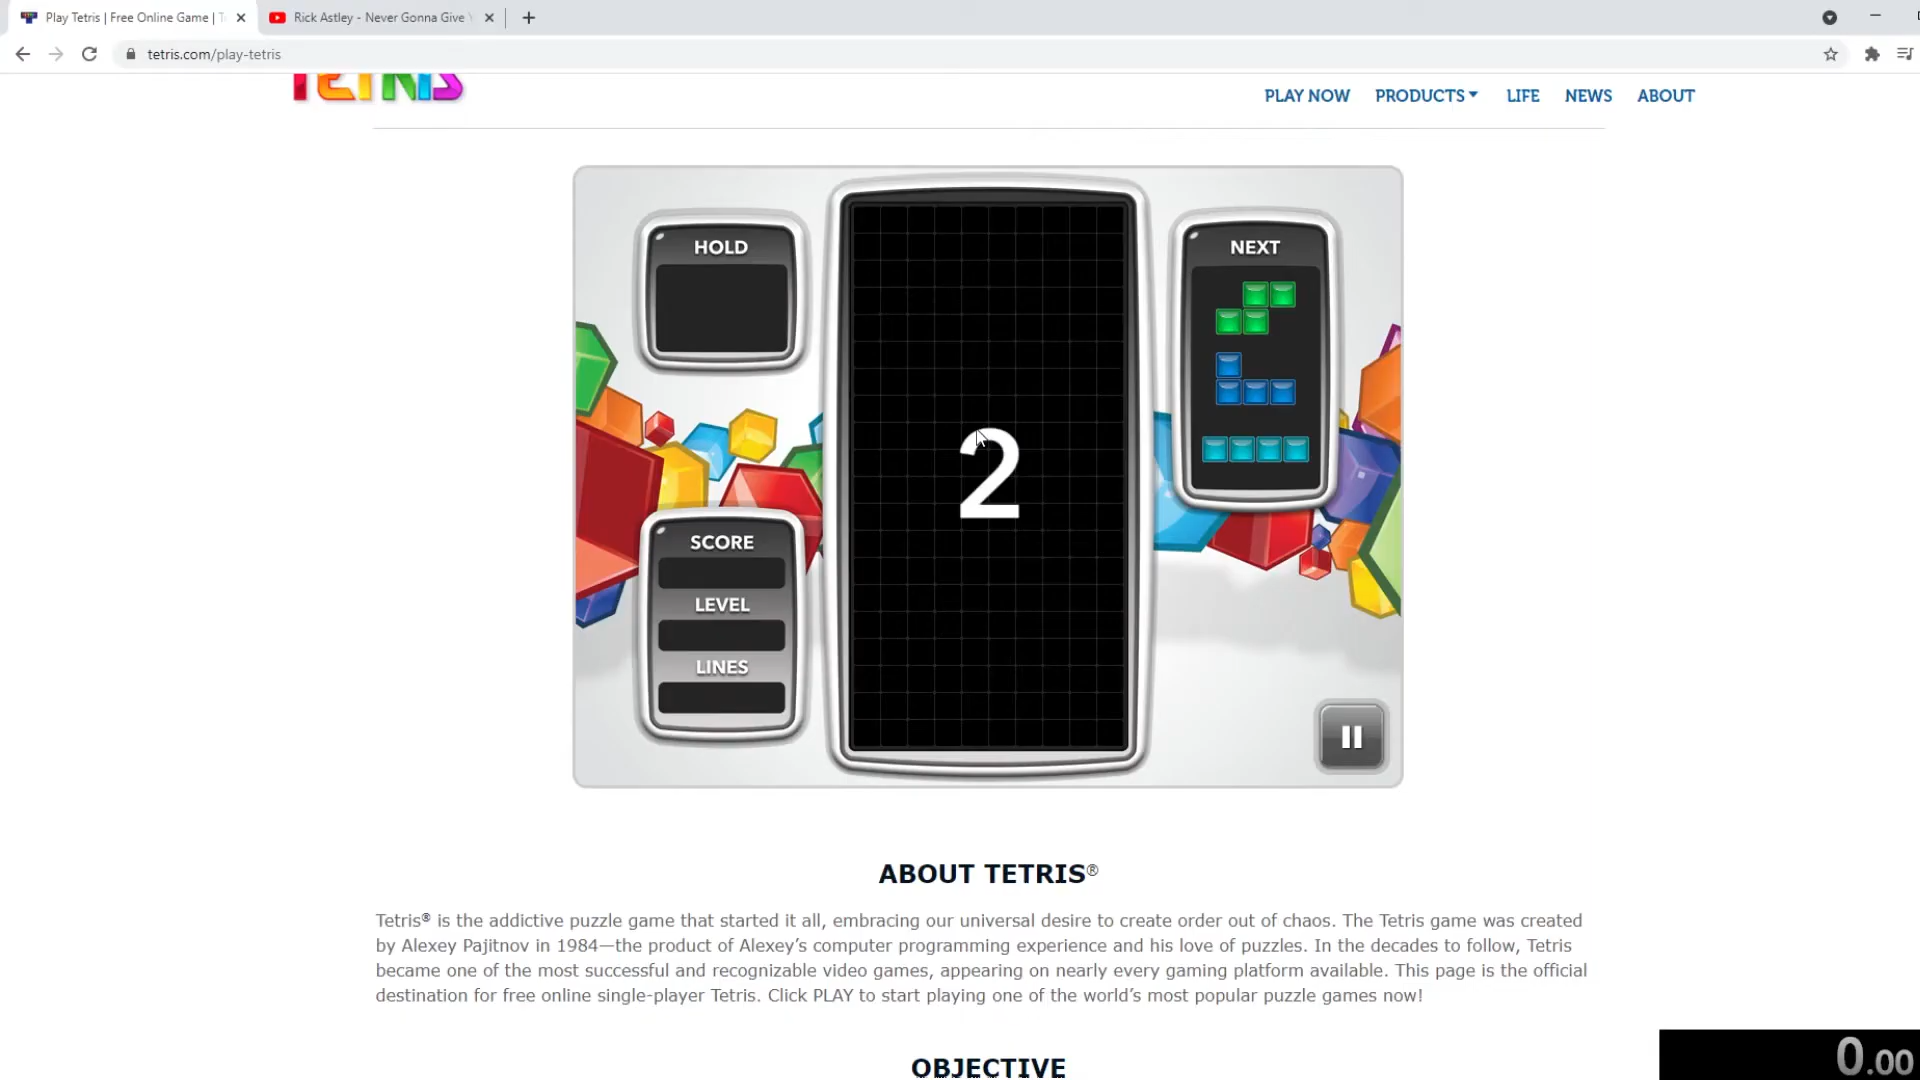 Play Tetris | Free Online Game |
Rick Astley - Never Gonna Give
tetris.com/play-tetris
TETRIS
PLAY NOW PRODUCTS LIFE NEWS ABOUT
HOLD
NEXT
2
SCORE
LEVEL
LINES
ABOUT TETRIS®
Tetris® is the addictive puzzle game that started it all, embracing our universal desire to create order out of chaos. The Tetris game was created
by Alexey Pajitnov in 1984—the product of Alexey’s computer programming experience and his love of puzzles. In the decades to follow, Tetris
became one of the most successful and recognizable video games, appearing on nearly every gaming platform available. This page is the official
destination for free online single-player Tetris. Click PLAY to start playing one of the world’s most popular puzzle games now!
OBJECTIVE
0.00